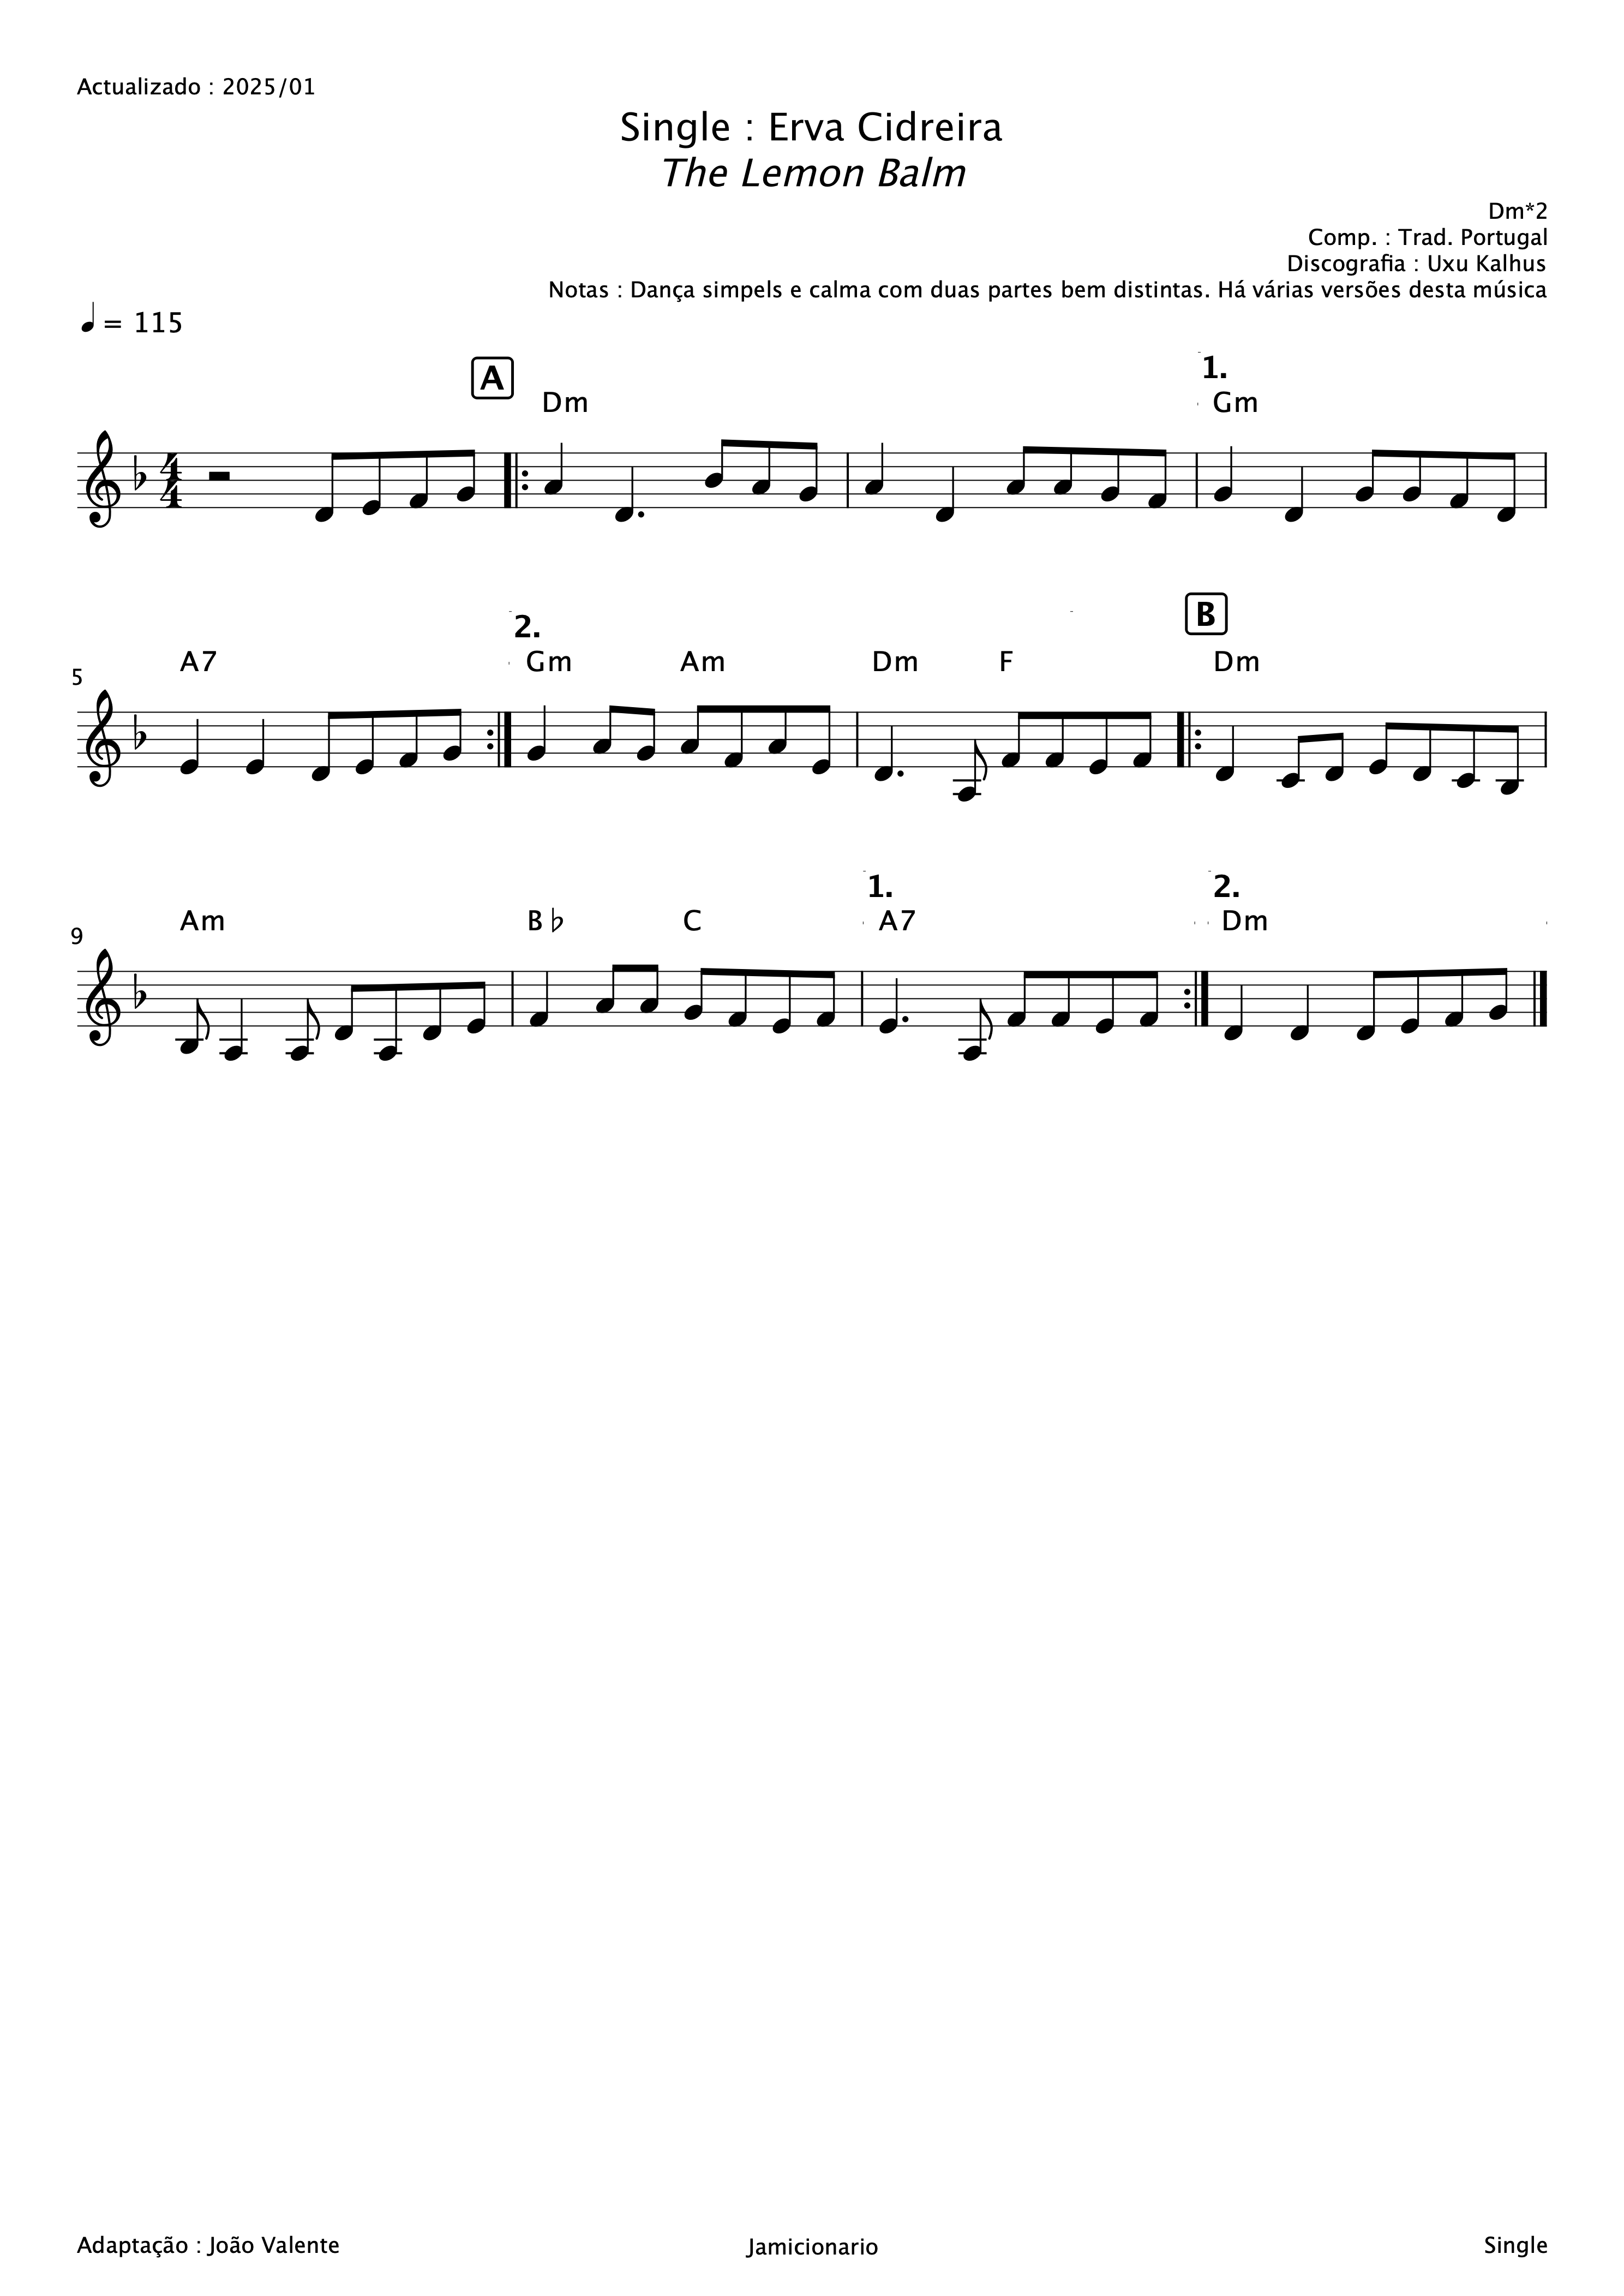 Actualizado : 2025/01
Single : Erva Cidreira
The Lemon Balm
Dm*2
Comp. : Trad. Portugal
Discografia : Uxu Kalhus
Notas : Dança simpels e calma com duas partes bem distintas. Há várias versões desta música
= 115
A
1.
Dm Gm
4
4
2.
B
A7 Gm Am Dm F Dm
5
1. 2.
Am B♭ C A7 Dm
9
Adaptação : João Valente Jamicionario Single